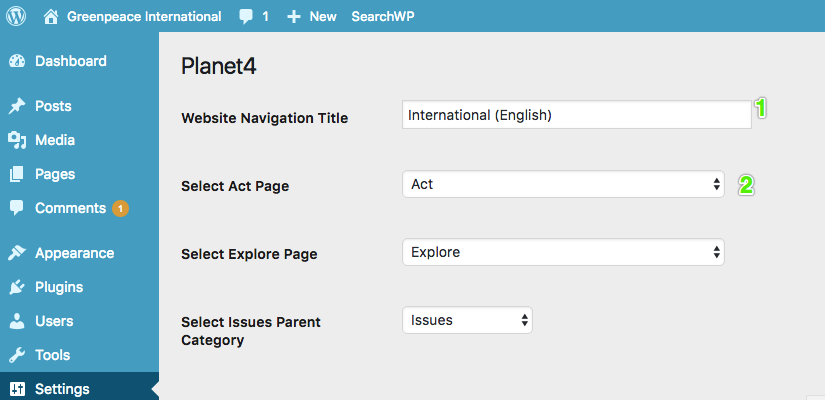 Greenpeace International 1 New SearchWP
Dashboard
Posts
Media
Pages
Comments 1
Appearance
Plugins
Users
Tools
Settings
Planet4
Website Navigation Title International (English) 1
Select Act Page Act 2
Select Explore Page Explore
Select Issues Parent Issues
Category